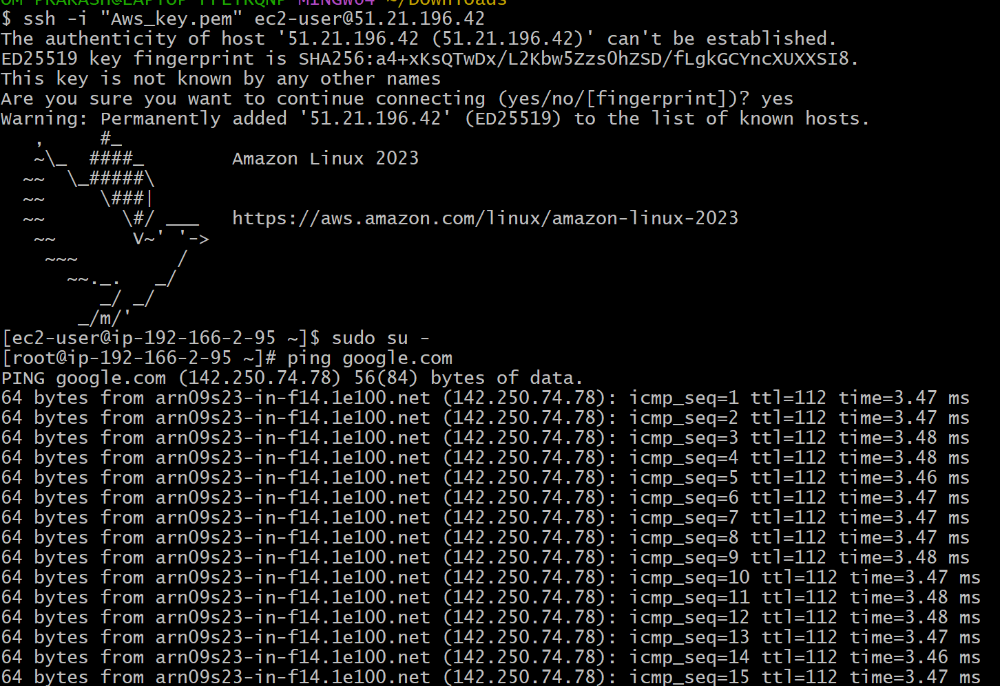 $ ssh -i "Aws_key.pem" ec2-user@51.21.196.42
The authenticity of host '51.21.196.42 (51.21.196.42)' can't be established.
ED25519 key fingerprint is SHA256:a4+xKsQTwDx/L2Kbw5ZzsOhZSD/fLgkGCYncXUXXSI8.
This key is not known by any other names
Are you sure you want to continue connecting (yes/no/[fingerprint])? yes
Warning: Permanently added '51.21.196.42' (ED25519) to the list of known hosts.
   ,     #_
   ~\_  ####_        Amazon Linux 2023
  ~~  \_#####\
  ~~     \###|
  ~~       \#/ ___   https://aws.amazon.com/linux/amazon-linux-2023
   ~~       V~' '->
    ~~~         /
      ~~._.   _/
         _/ _/
       _/m/'
[ec2-user@ip-192-166-2-95 ~]$ sudo su -
[root@ip-192-166-2-95 ~]# ping google.com
PING google.com (142.250.74.78) 56(84) bytes of data.
64 bytes from arn09s23-in-f14.1e100.net (142.250.74.78): icmp_seq=1 ttl=112 time=3.47 ms
64 bytes from arn09s23-in-f14.1e100.net (142.250.74.78): icmp_seq=2 ttl=112 time=3.47 ms
64 bytes from arn09s23-in-f14.1e100.net (142.250.74.78): icmp_seq=3 ttl=112 time=3.48 ms
64 bytes from arn09s23-in-f14.1e100.net (142.250.74.78): icmp_seq=4 ttl=112 time=3.48 ms
64 bytes from arn09s23-in-f14.1e100.net (142.250.74.78): icmp_seq=5 ttl=112 time=3.46 ms
64 bytes from arn09s23-in-f14.1e100.net (142.250.74.78): icmp_seq=6 ttl=112 time=3.47 ms
64 bytes from arn09s23-in-f14.1e100.net (142.250.74.78): icmp_seq=7 ttl=112 time=3.47 ms
64 bytes from arn09s23-in-f14.1e100.net (142.250.74.78): icmp_seq=8 ttl=112 time=3.47 ms
64 bytes from arn09s23-in-f14.1e100.net (142.250.74.78): icmp_seq=9 ttl=112 time=3.48 ms
64 bytes from arn09s23-in-f14.1e100.net (142.250.74.78): icmp_seq=10 ttl=112 time=3.47 ms
64 bytes from arn09s23-in-f14.1e100.net (142.250.74.78): icmp_seq=11 ttl=112 time=3.48 ms
64 bytes from arn09s23-in-f14.1e100.net (142.250.74.78): icmp_seq=12 ttl=112 time=3.48 ms
64 bytes from arn09s23-in-f14.1e100.net (142.250.74.78): icmp_seq=13 ttl=112 time=3.47 ms
64 bytes from arn09s23-in-f14.1e100.net (142.250.74.78): icmp_seq=14 ttl=112 time=3.46 ms
64 bytes from arn09s23-in-f14.1e100.net (142.250.74.78): icmp_seq=15 ttl=112 time=3.47 ms